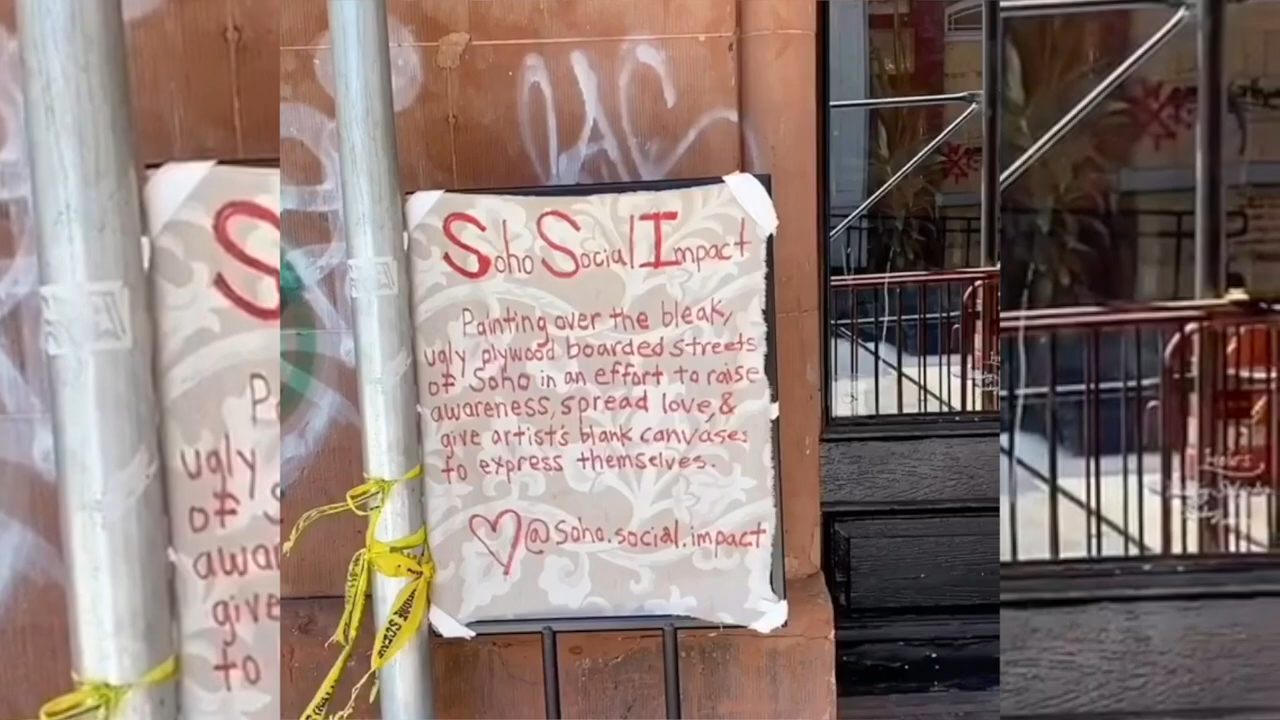 Soho Social Impact
Painting over the bleak,
ugly plywood boarded streets
of Soho in an effort to raise
awareness, spread love, &
give artist's blank canvases
to express themselves.
@soho.social.impact